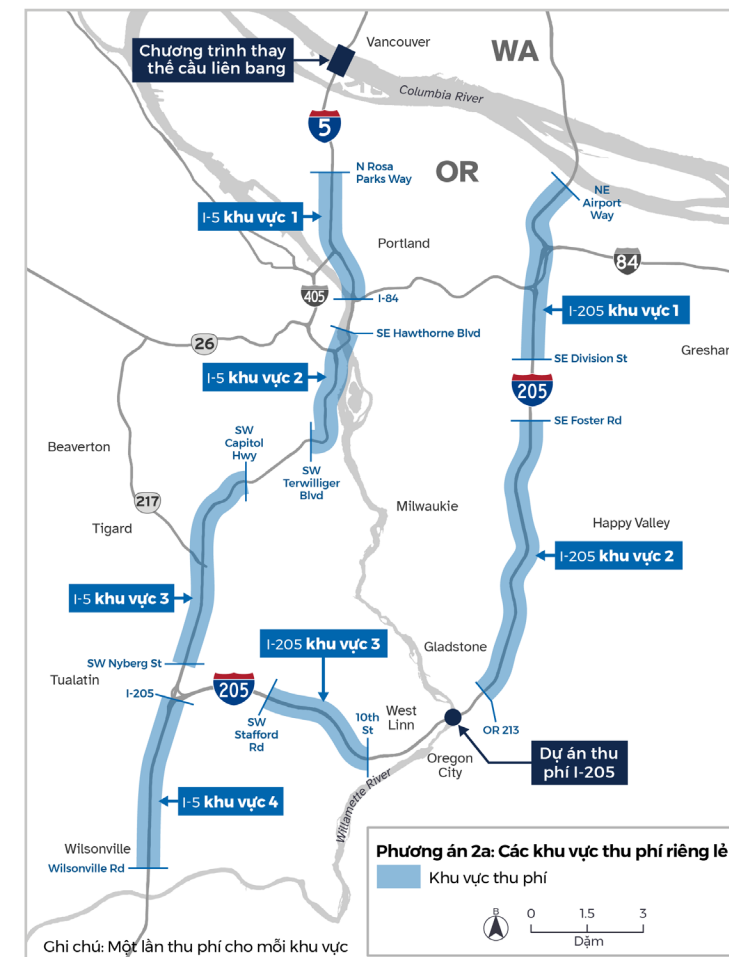 Chương trình thay
thế cầu liên bang
Vancouver
WA
Columbia River
5
N Rosa
Parks Way
OR
NE
Airport
Way
I-5 khu vực 1
Portland
84
405
I-84
I-205 khu vực 1
SE Hawthorne Blvd
26
SE Division St
Gresham
I-5 khu vực 2
205
SW
Capitol
Hwy
SE Foster Rd
Beaverton
SW
Terwilliger
Blvd
217
Milwaukie
Tigard
Happy Valley
I-205 khu vực 2
I-5 khu vực 3
I-205 khu vực 3
Gladstone
SW Nyberg St
Tualatin
I-205
205
SW
Stafford
Rd
10th
St
West
Linn
OR 213
Oregon
City
Dự án thu
phí I-205
Willamette River
I-5 khu vực 4
Wilsonville
Wilsonville Rd
Phương án 2a: Các khu vực thu phí riêng lẻ
Khu vực thu phí
B
0 1.5 3
Dặm
Ghi chú: Một lần thu phí cho mỗi khu vực